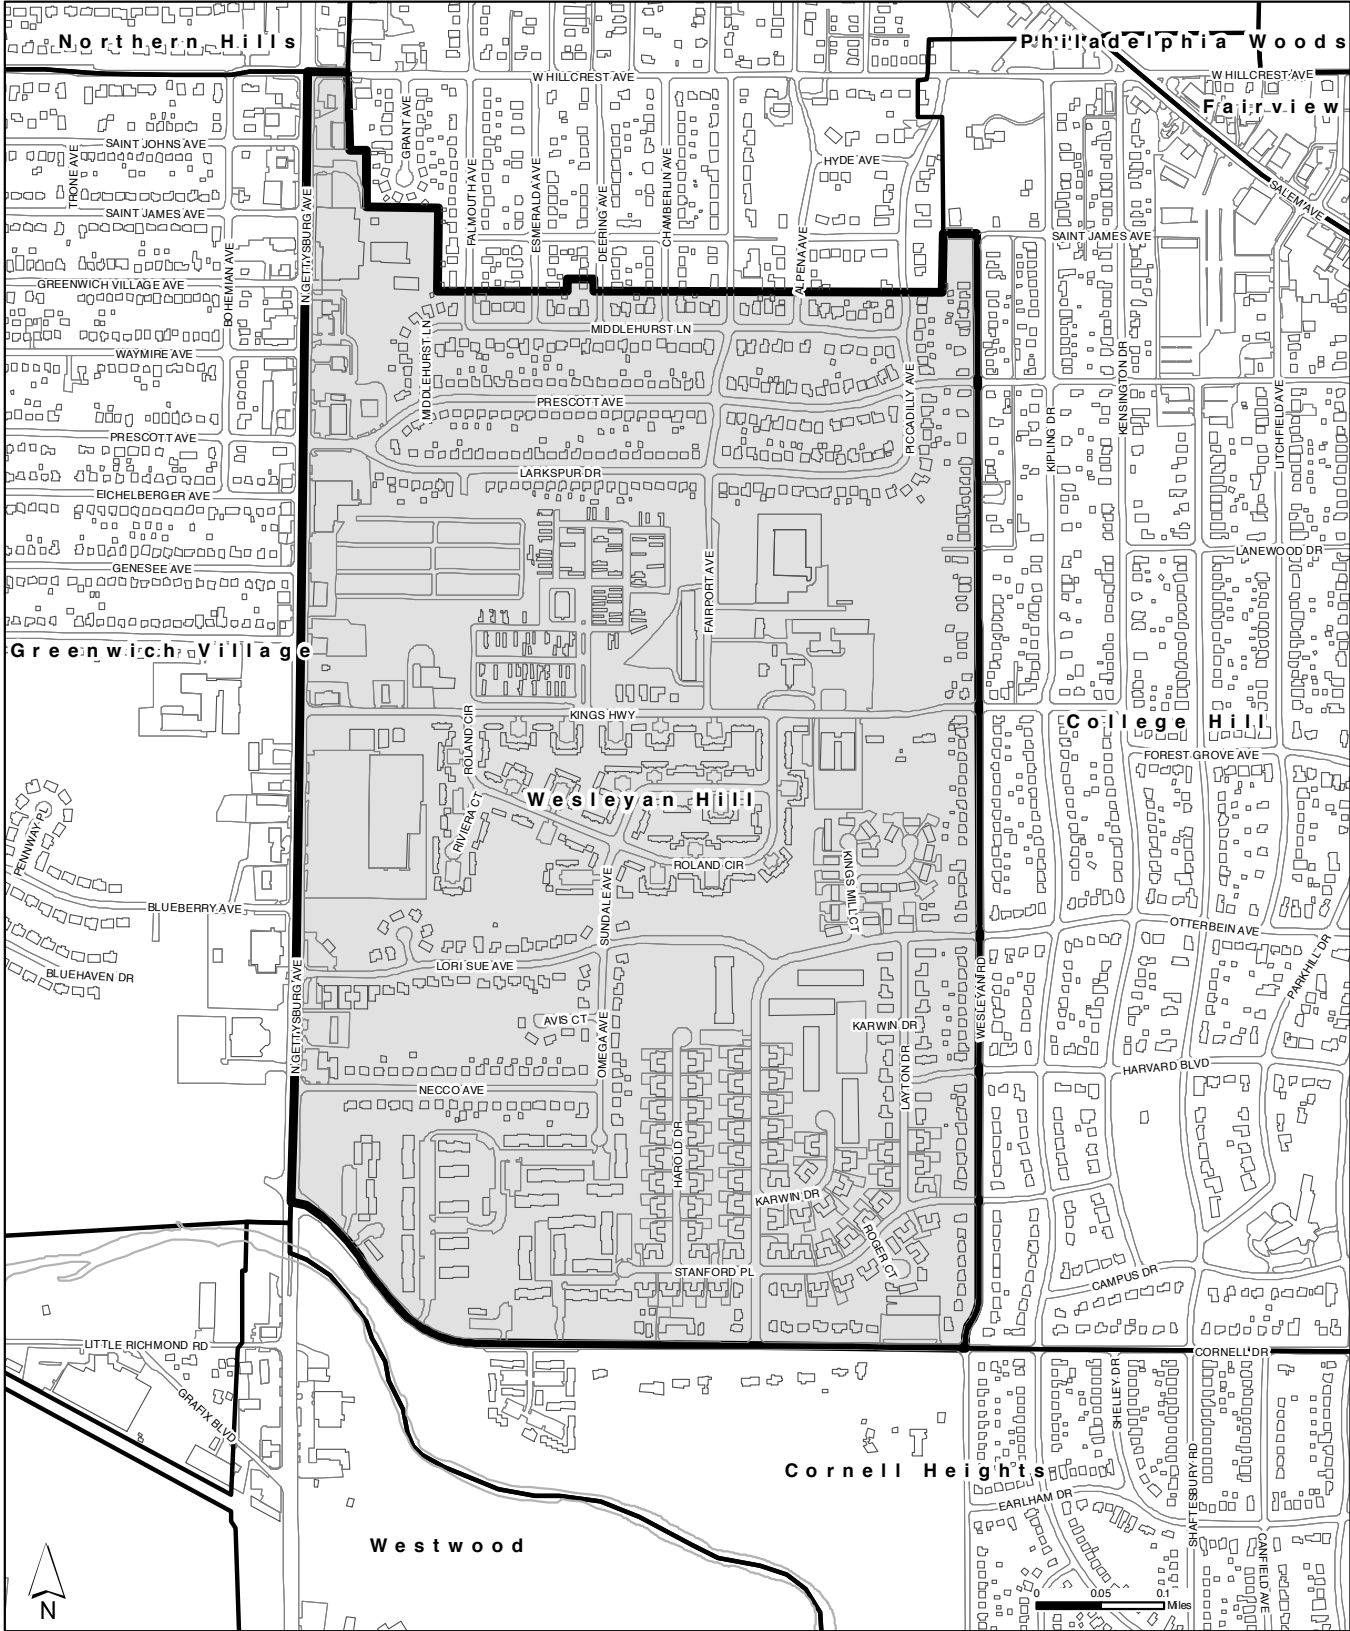 Northern Hills
Philadelphia Woods
W HILLCREST AVE
W HILLCREST AVE
Fairview
GRANT AVE
SAINT JOHNS AVE
TRONE AVE
HYDE AVE
SALEM AVE
SAINT JAMES AVE
N GETTYSBURG AVE
FALMOUTH AVE
ESMERALDA AVE
DEERING AVE
CHAMBERLIN AVE
ALPENA AVE
SAINT JAMES AVE
BOHEMIAN AVE
GREENWICH VILLAGE AVE
MIDDLEHURST LN
MIDDLEHURST LN
WAYMIRE AVE
KENSINGTON DR
PICCADILLY AVE
PRESCOTT AVE
KIPLING DR
LITCHFIELD AVE
PRESCOTT AVE
LARKSPUR DR
EICHELBERGER AVE
LANEWOOD DR
GENESEE AVE
FAIRPORT AVE
Greenwich Village
KINGS HWY
ROLAND CIR
College Hill
FOREST GROVE AVE
Wesleyan Hill
RIVIERA CT
PENNWAY PL
ROLAND CIR
KINGS MILL CT
SUNDALE AVE
BLUEBERRY AVE
OTTERBEIN AVE
LORI SUE AVE
BLUEHAVEN DR
PARKHILL DR
WESLEYAN RD
N GETTYSBURG AVE
AVIS CT
OMEGA AVE
KARWIN DR
LAYTON DR
HARVARD BLVD
NECCO AVE
HAROLD DR
KARWIN DR
ROGER CT
STANFORD PL
CAMPUS DR
LITTLE RICHMOND RD
CORNELL DR
GRAFIX BLVD
SHELLEY DR
Cornell Heights
SHAFTESBURY RD
EARLHAM DR
Westwood
CANFIELD AVE
N
0 0.05 0.1
Miles